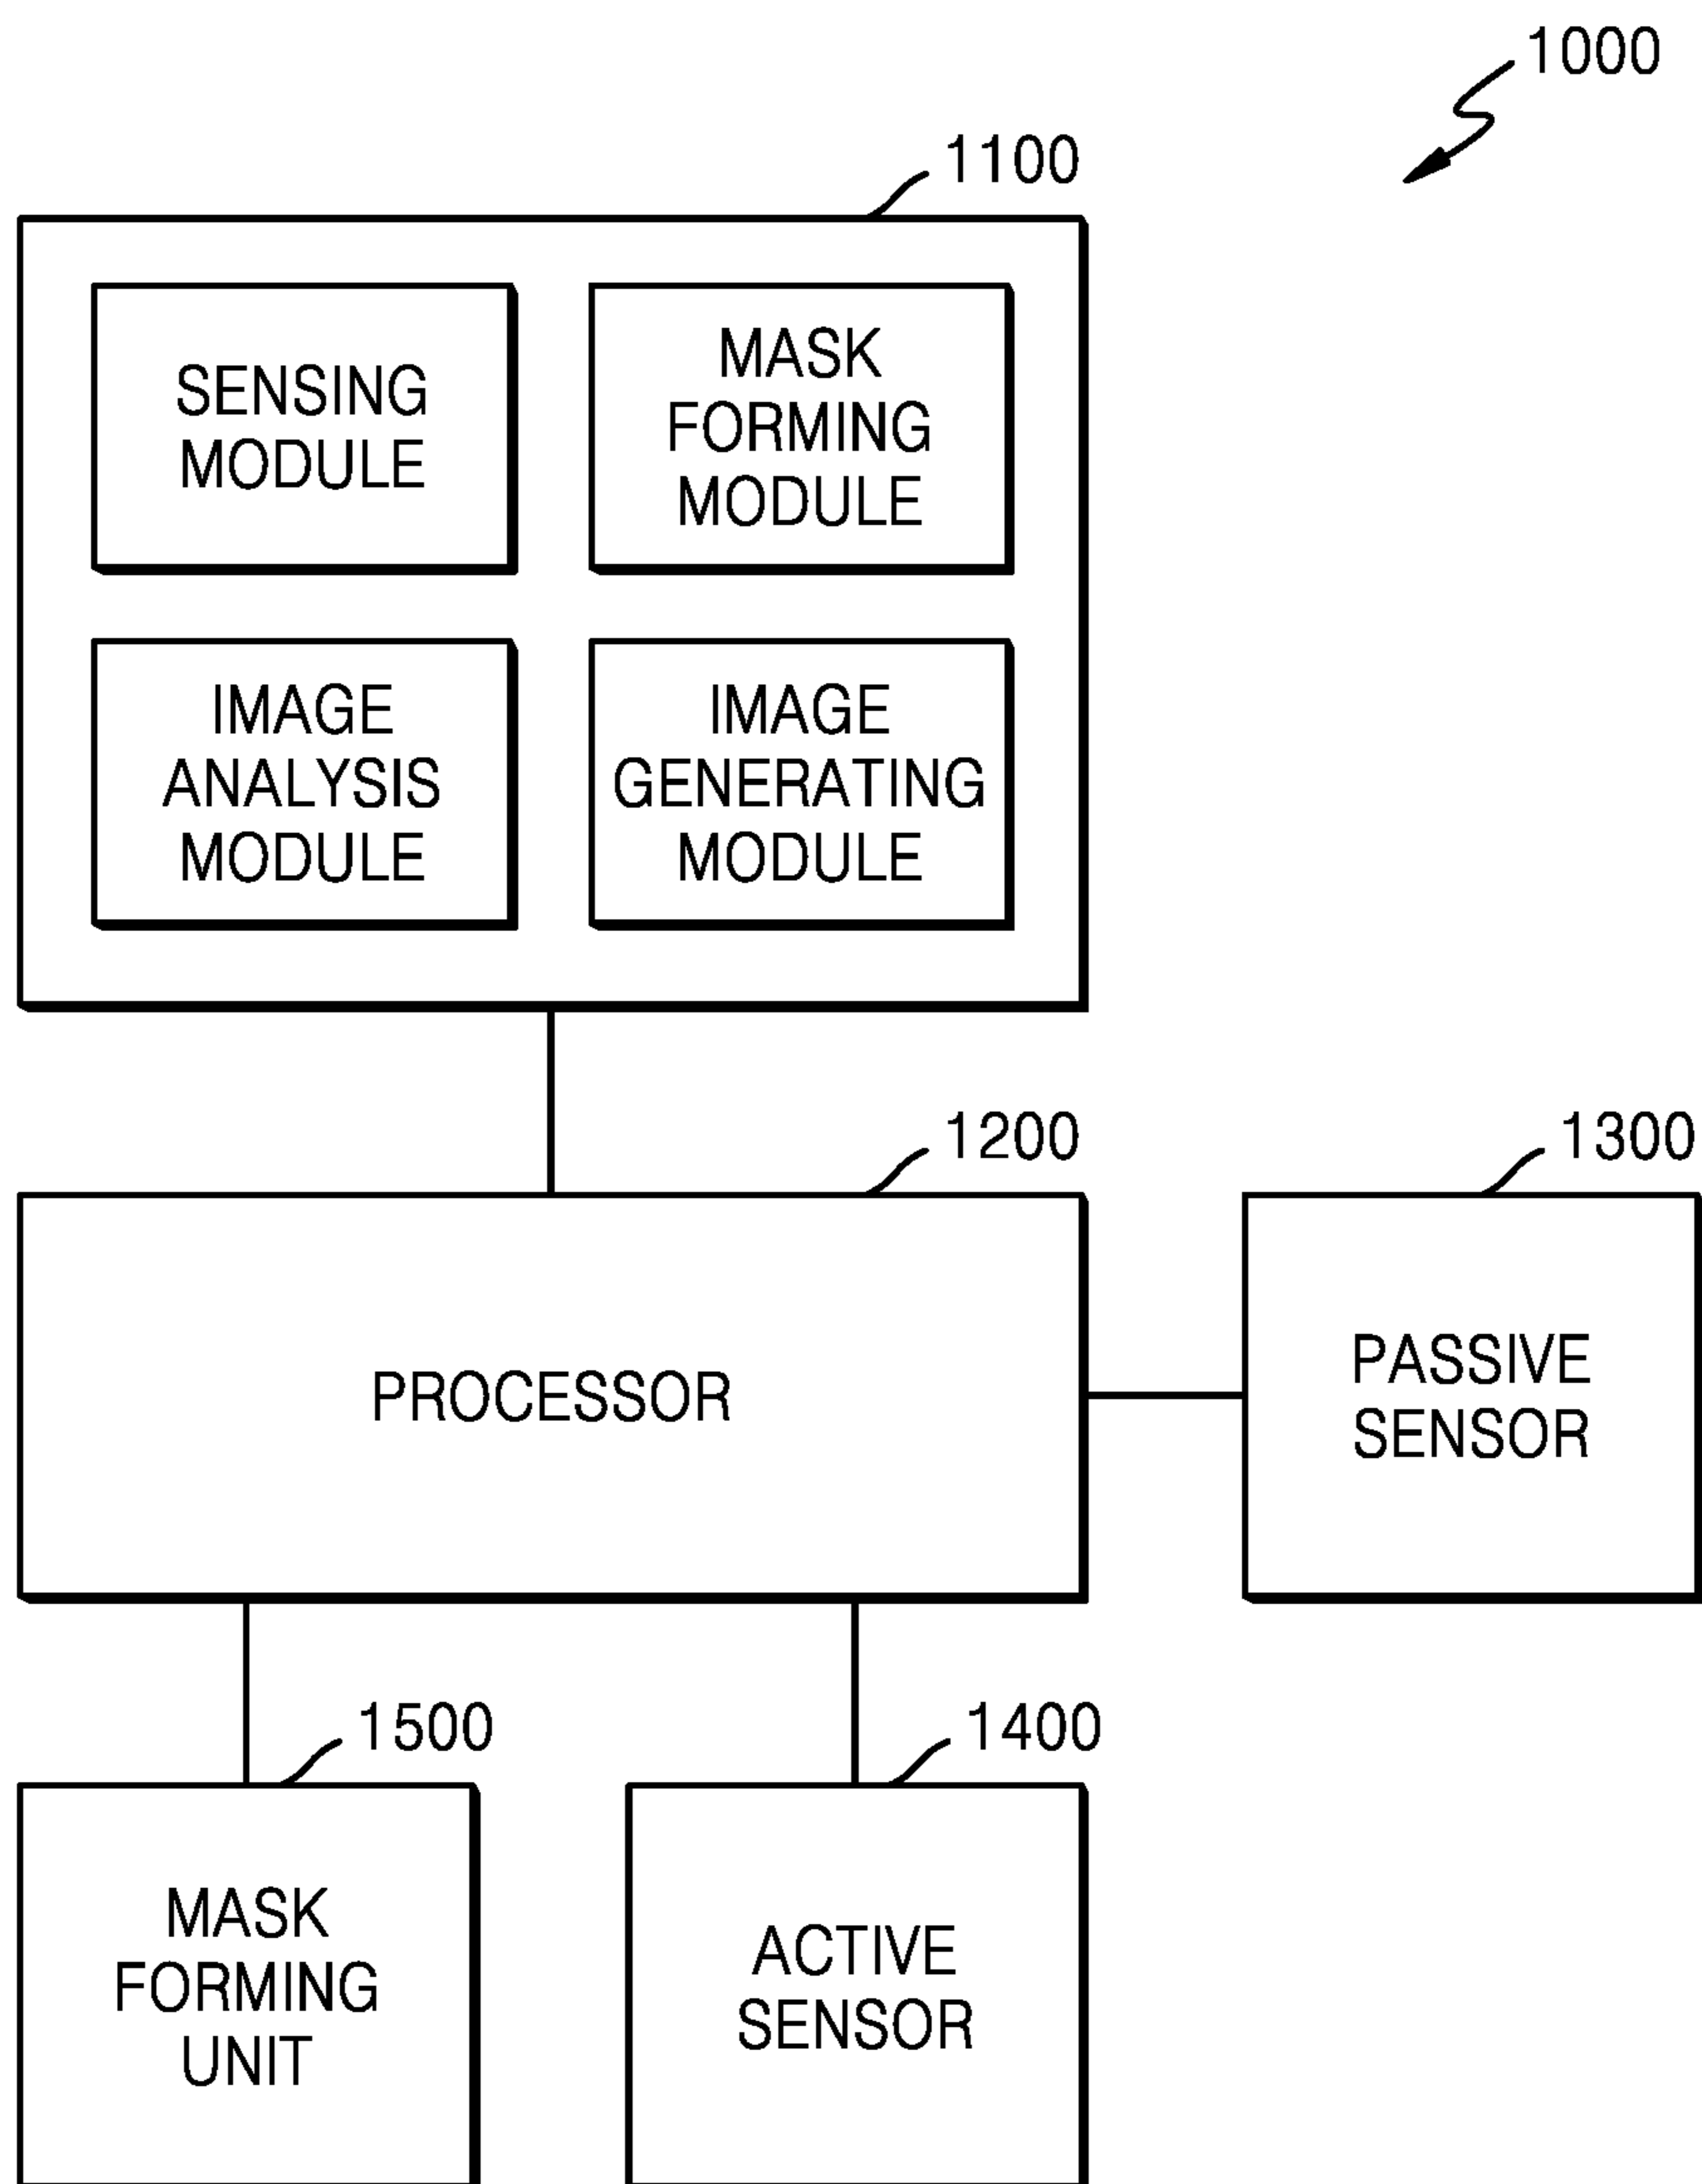 1000
1100
SENSING
MODULE
MASK
FORMING
MODULE
IMAGE
ANALYSIS
MODULE
IMAGE
GENERATING
MODULE
1200
1300
PROCESSOR
PASSIVE
SENSOR
1500
1400
MASK
FORMING
UNIT
ACTIVE
SENSOR